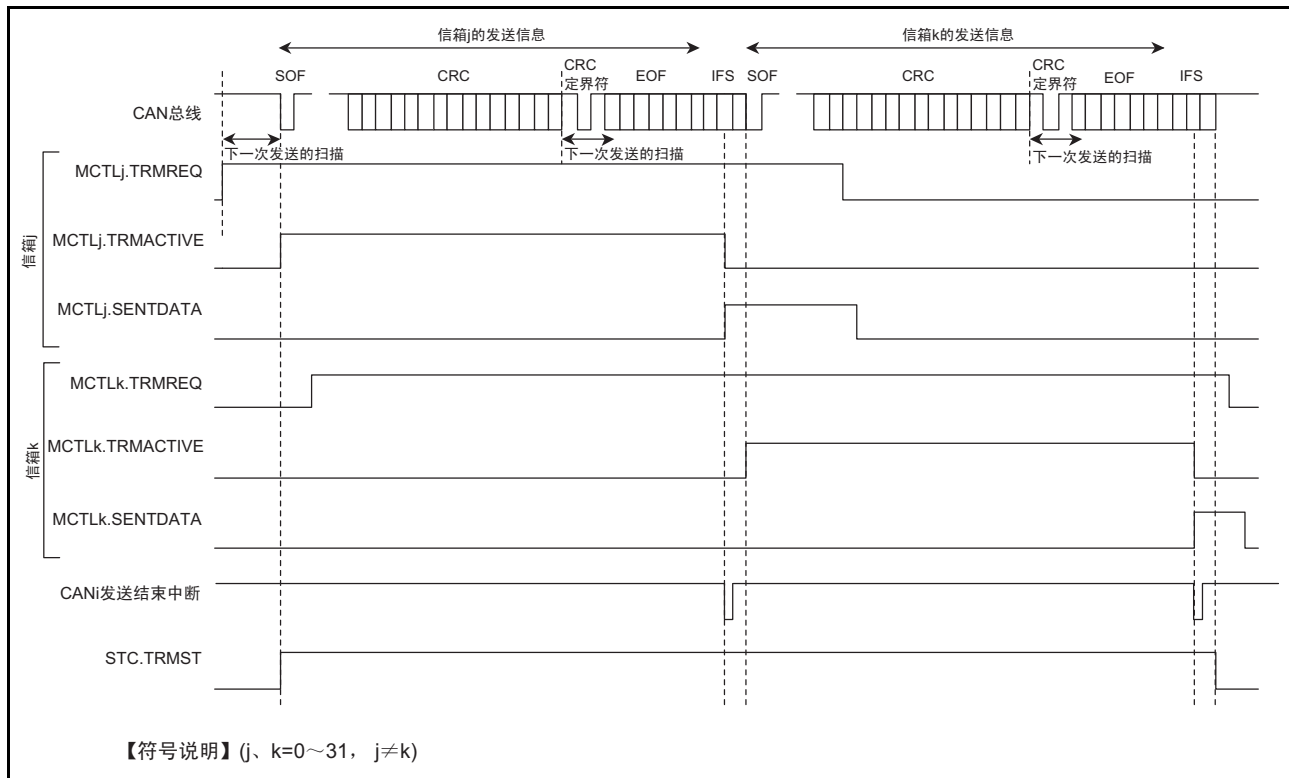 信箱j的发送信息
信箱k的发送信息
SOF
CRC
CRC
定界符
EOF
IFS
SOF
CRC
CRC
定界符
EOF
IFS
CAN总线
下一次发送的扫描
下一次发送的扫描
下一次发送的扫描
信箱j
MCTLj.TRMREQ
MCTLj.TRMACTIVE
MCTLj.SENTDATA
信箱k
MCTLk.TRMREQ
MCTLk.TRMACTIVE
MCTLk.SENTDATA
CANi发送结束中断
STC.TRMST
【符号说明】(j、k=0～31， j≠k)